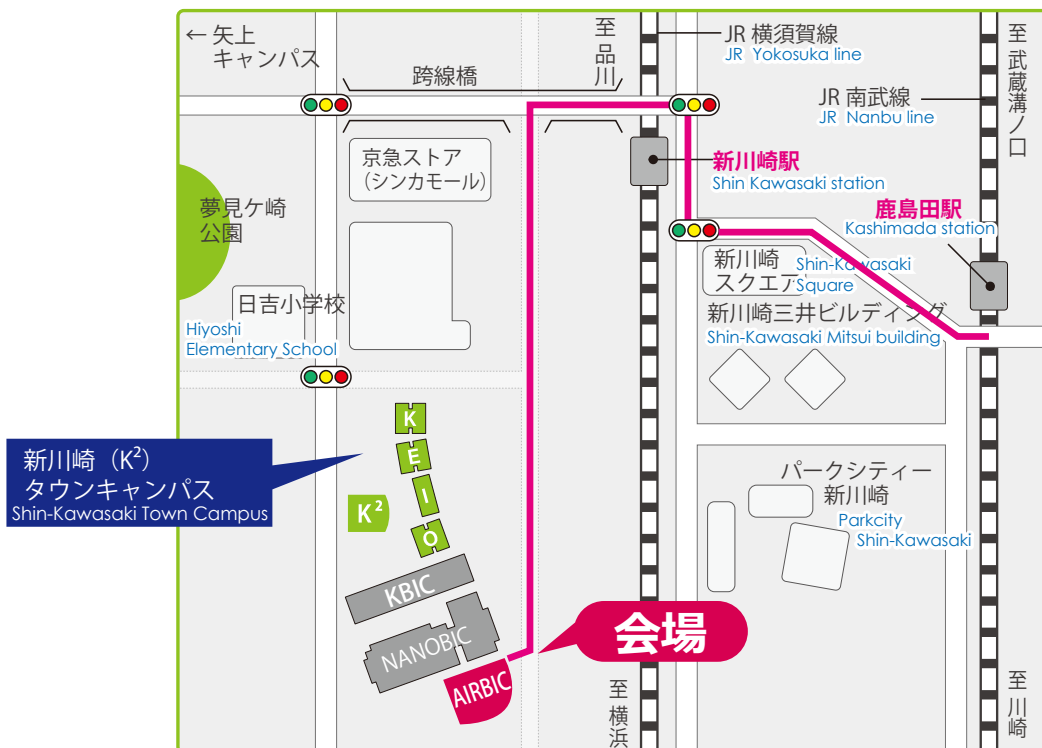 ← 矢上
キャンパス
跨線橋
至品川
JR 横須賀線
JR Yokosuka line
至武蔵溝ノ口
JR 南武線
JR Nanbu line
京急ストア
（シンカモール）
新川崎駅
Shin Kawasaki station
夢見ケ崎
公園
鹿島田駅
Kashimada station
新川崎
スクエア
Shin-Kawasaki
Square
日吉小学校
Hiyoshi
Elementary School
新川崎三井ビルディング
Shin-Kawasaki Mitsui building
K
E
I
O
新川崎（K²）
タウンキャンパス
Shin-Kawasaki Town Campus
K²
パークシティー
新川崎
Parkcity
Shin-Kawasaki
KBIC
NANOBIC
AIRBIC
会場
至横浜
至川崎